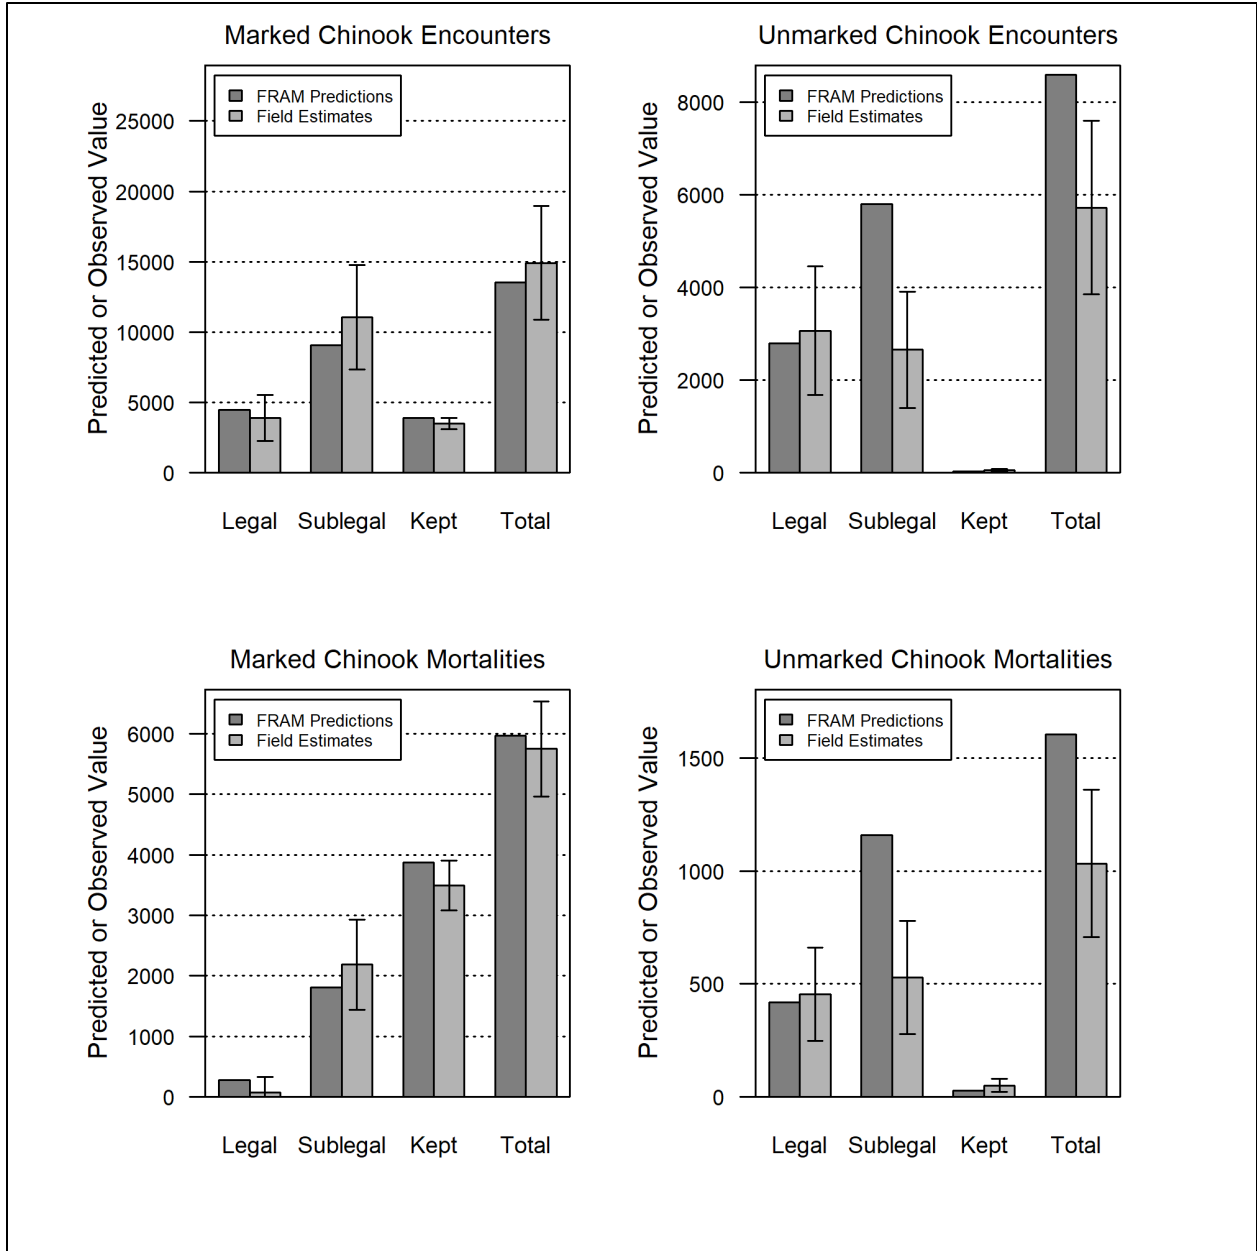 Marked Chinook Encounters
FRAM Predictions
Field Estimates
Predicted or Observed Value
25000
20000
15000
10000
5000
0
Legal Sublegal Kept Total
Unmarked Chinook Encounters
FRAM Predictions
Field Estimates
Predicted or Observed Value
8000
6000
4000
2000
0
Legal Sublegal Kept Total
Marked Chinook Mortalities
FRAM Predictions
Field Estimates
Predicted or Observed Value
6000
5000
4000
3000
2000
1000
0
Legal Sublegal Kept Total
Unmarked Chinook Mortalities
FRAM Predictions
Field Estimates
Predicted or Observed Value
1500
1000
500
0
Legal Sublegal Kept Total